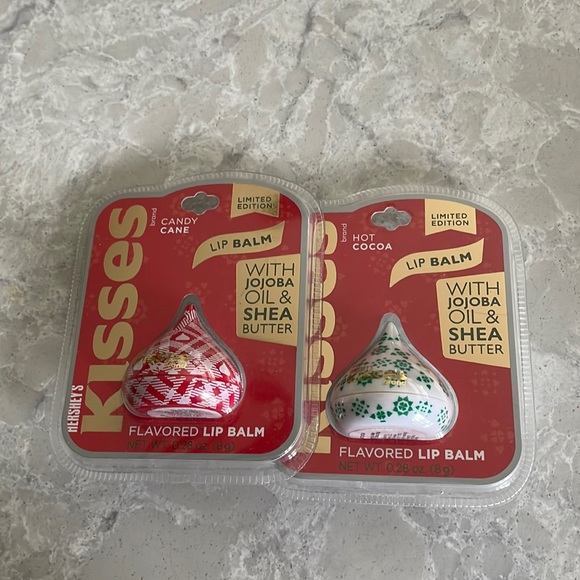 HERSHEY'S
Kisses
brand
CANDY
CANE
LIMITED
EDITION
LIP BALM
WITH
JOJOBA
OIL &
SHEA
BUTTER
FLAVORED LIP BALM
NET WT. 0.28 oz. (8g)
brand
HOT
COCOA
LIMITED
EDITION
LIP BALM
WITH
JOJOBA
OIL &
SHEA
BUTTER
FLAVORED LIP BALM
NET WT. 0.28 oz. (8g)